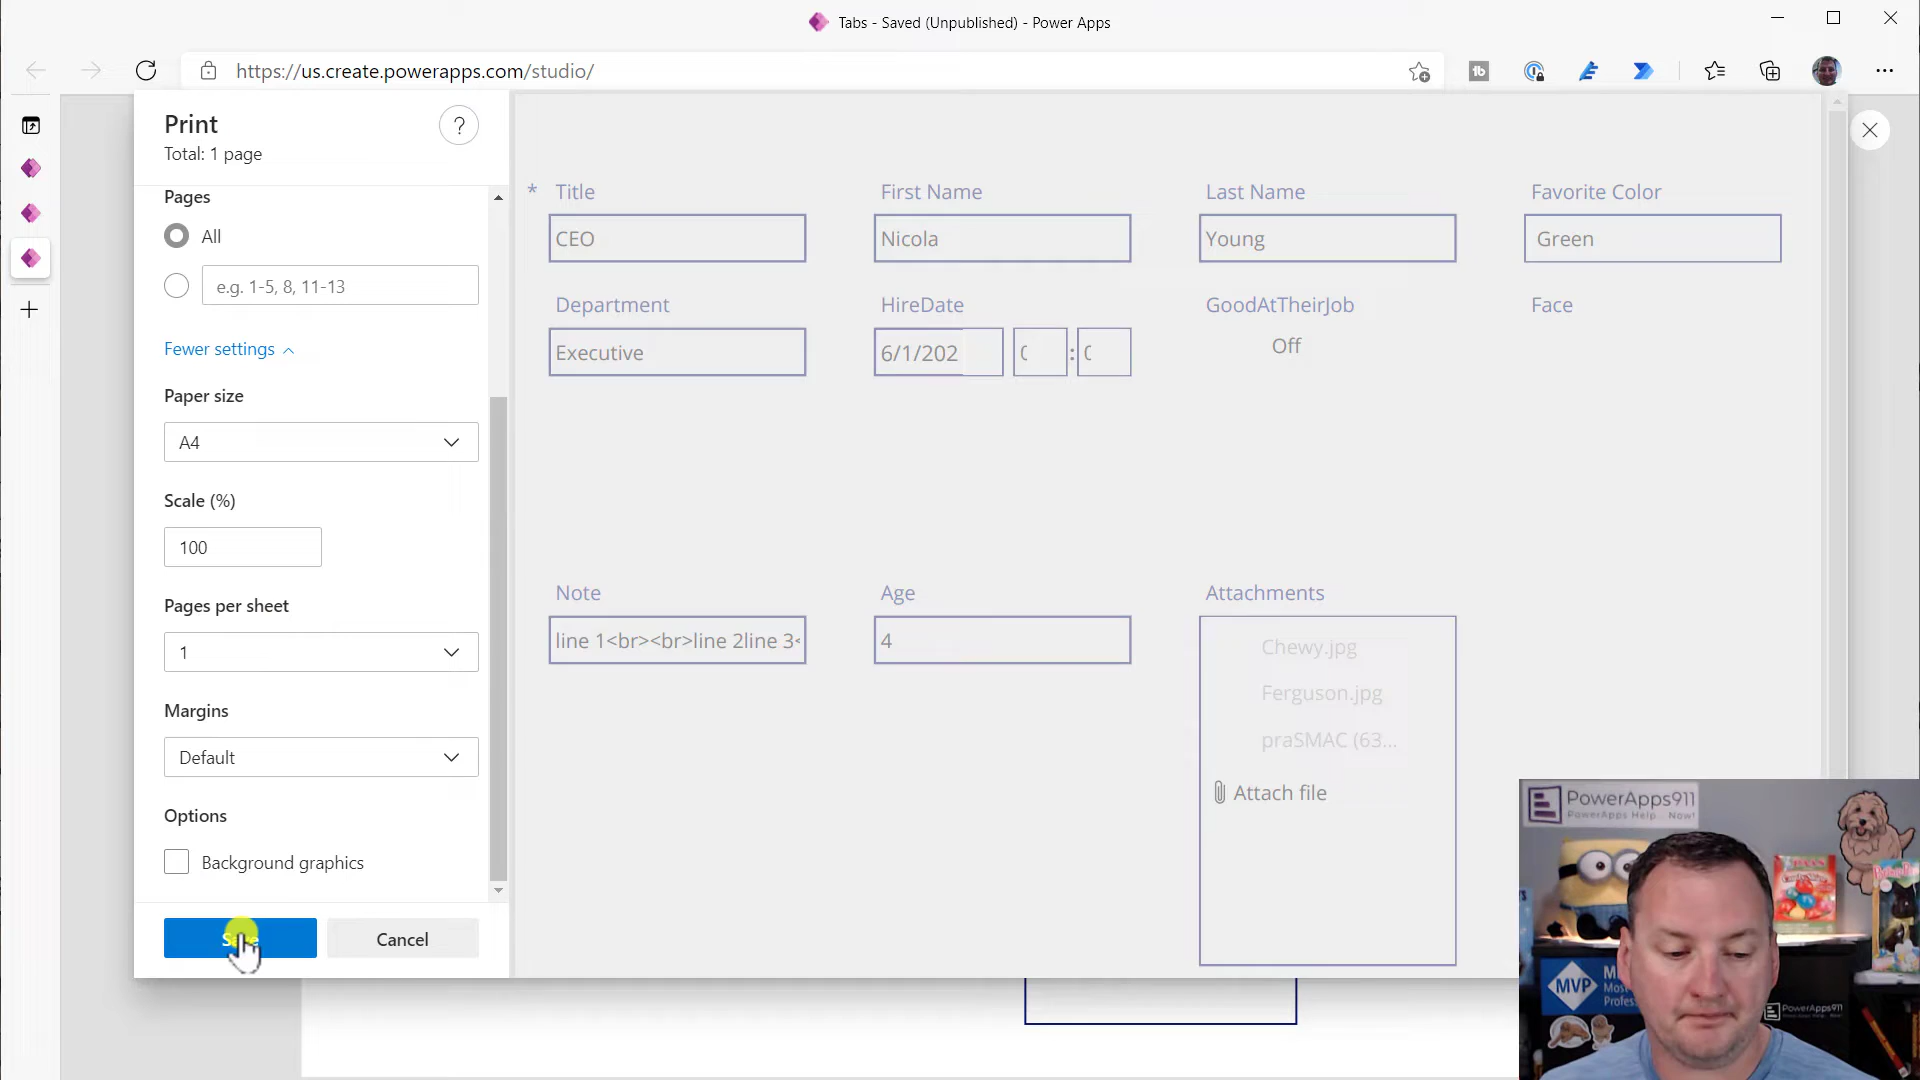 Tabs - Saved (Unpublished) - Power Apps
https://us.create.powerapps.com/studio/
Print
?
Total: 1 page
Pages
All
e.g. 1-5, 8, 11-13
Fewer settings
Paper size
A4
Scale (%)
100
Pages per sheet
1
Margins
Default
Options
Background graphics
Cancel
* Title
First Name
Last Name
Favorite Color
CEO
Nicola
Young
Green
Department
HireDate
GoodAtTheirJob
Face
Executive
6/1/202
:
Off
Note
Age
Attachments
line 1<br><br>line 2line 3<
4
Chewy.jpg
Ferguson.jpg
praSMAC (63...
Attach file
PowerApps911
PowerApps Help... Now!
MVP
PowerApps911